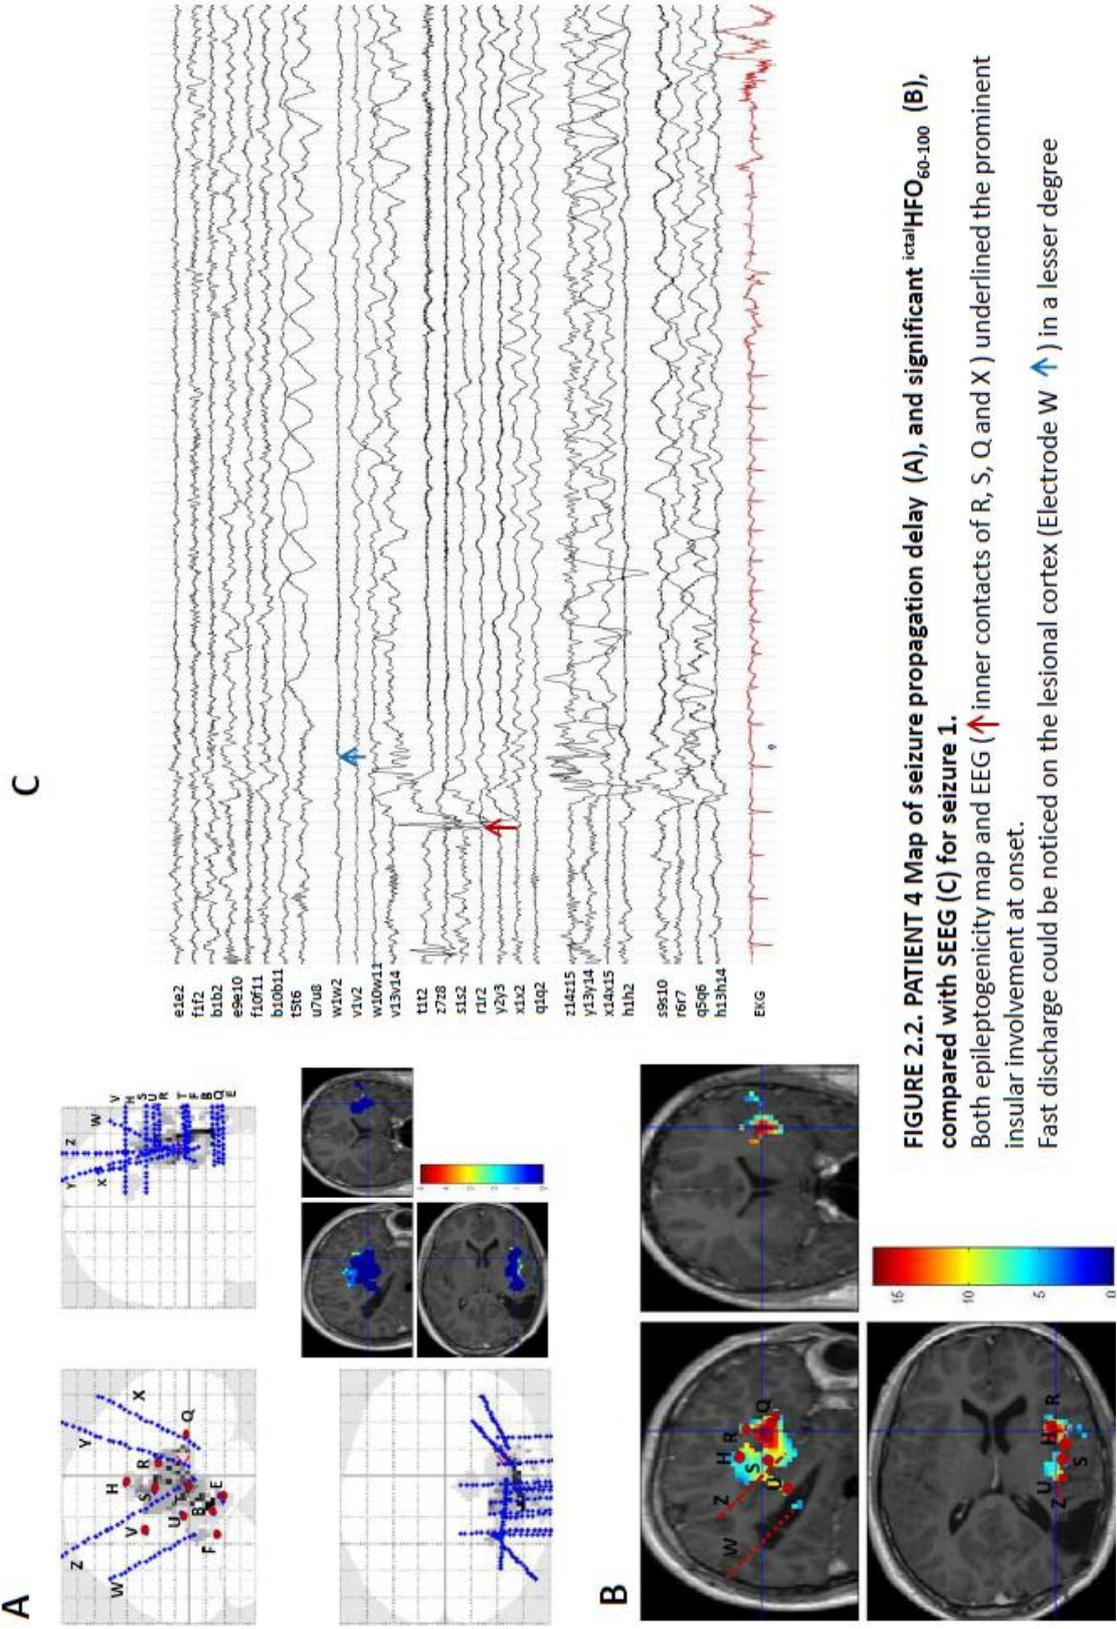 A
Z
Y
X
W
V
H
S
R
Q
U
T
B
E
F
Y
Z
X
W
V
H
S
U
R
T
F
B
Q
E
B
W
Z
H
R
S
U
Q
U
H
R
Z
S
15
10
5
0
C
e1e2
f1f2
b1b2
e9e10
f10f11
b10b11
t5t6
u7u8
w1w2
v1v2
w10w11
v13v14
t1t2
z7z8
s1s2
r1r2
y2y3
x1x2
q1q2
z14z15
y13y14
x14x15
h1h2
s9s10
r6r7
q5q6
h13h14
EKG
FIGURE 2.2. PATIENT 4 Map of seizure propagation delay (A), and significant ictalHFO60-100 (B),
compared with SEEG (C) for seizure 1.
Both epileptogenicity map and EEG (↑ inner contacts of R, S, Q and X ) underlined the prominent
insular involvement at onset.
Fast discharge could be noticed on the lesional cortex (Electrode W ↑ ) in a lesser degree